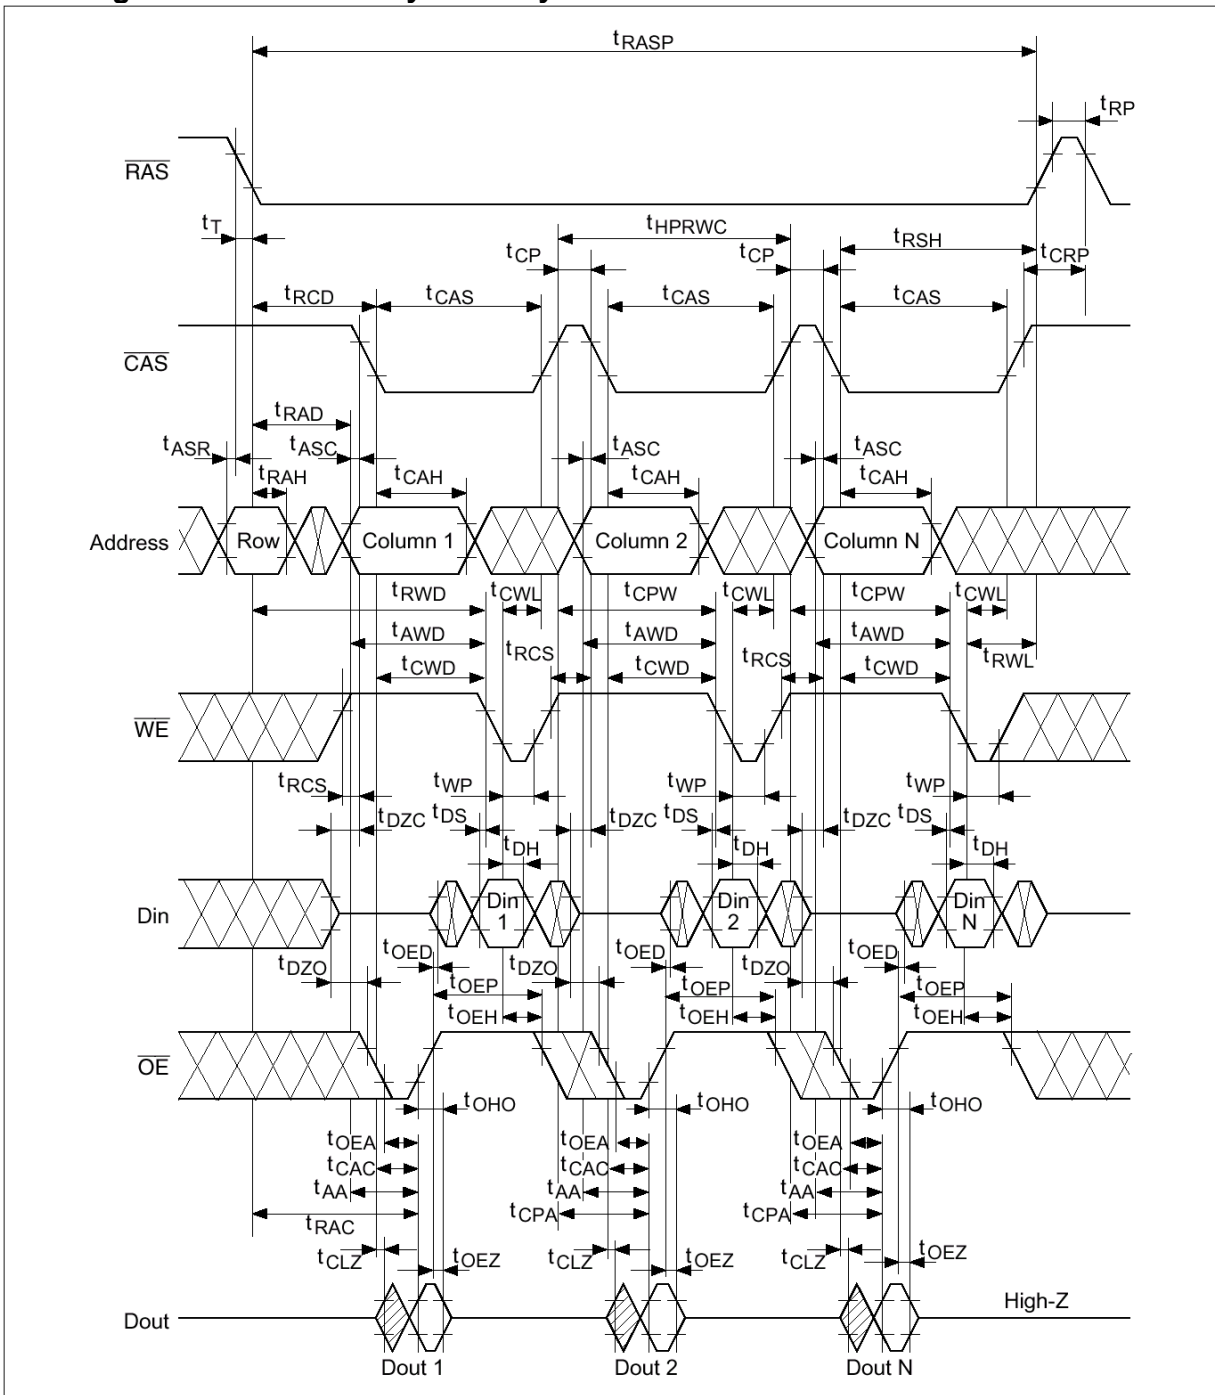 tRASP
tRP
RAS
tT
tHPRWC
tRSH
tCP
tCP
tCRP
tRCD
tCAS
tCAS
tCAS
CAS
tRAD
tASR
tASC
tASC
tASC
tRAH
tCAH
tCAH
tCAH
Address
Row
Column 1
Column 2
Column N
tRWD
tCWL
tCPW
tCWL
tCPW
tCWL
tAWD
tAWD
tAWD
tRCS
tRCS
tRWL
tCWD
tCWD
tCWD
WE
tRCS
tWP
tWP
tWP
tDZC
tDS
tDZC
tDS
tDZC
tDS
tDH
tDH
tDH
Din
Din 1
Din 2
Din N
tOED
tOED
tOED
tDZO
tDZO
tDZO
tOEP
tOEP
tOEP
tOEH
tOEH
tOEH
OE
tOHO
tOHO
tOHO
tOEA
tOEA
tOEA
tCAC
tCAC
tCAC
tAA
tAA
tAA
tRAC
tCPA
tCPA
tCLZ
tOEZ
tCLZ
tOEZ
tCLZ
tOEZ
High-Z
Dout
Dout 1
Dout 2
Dout N